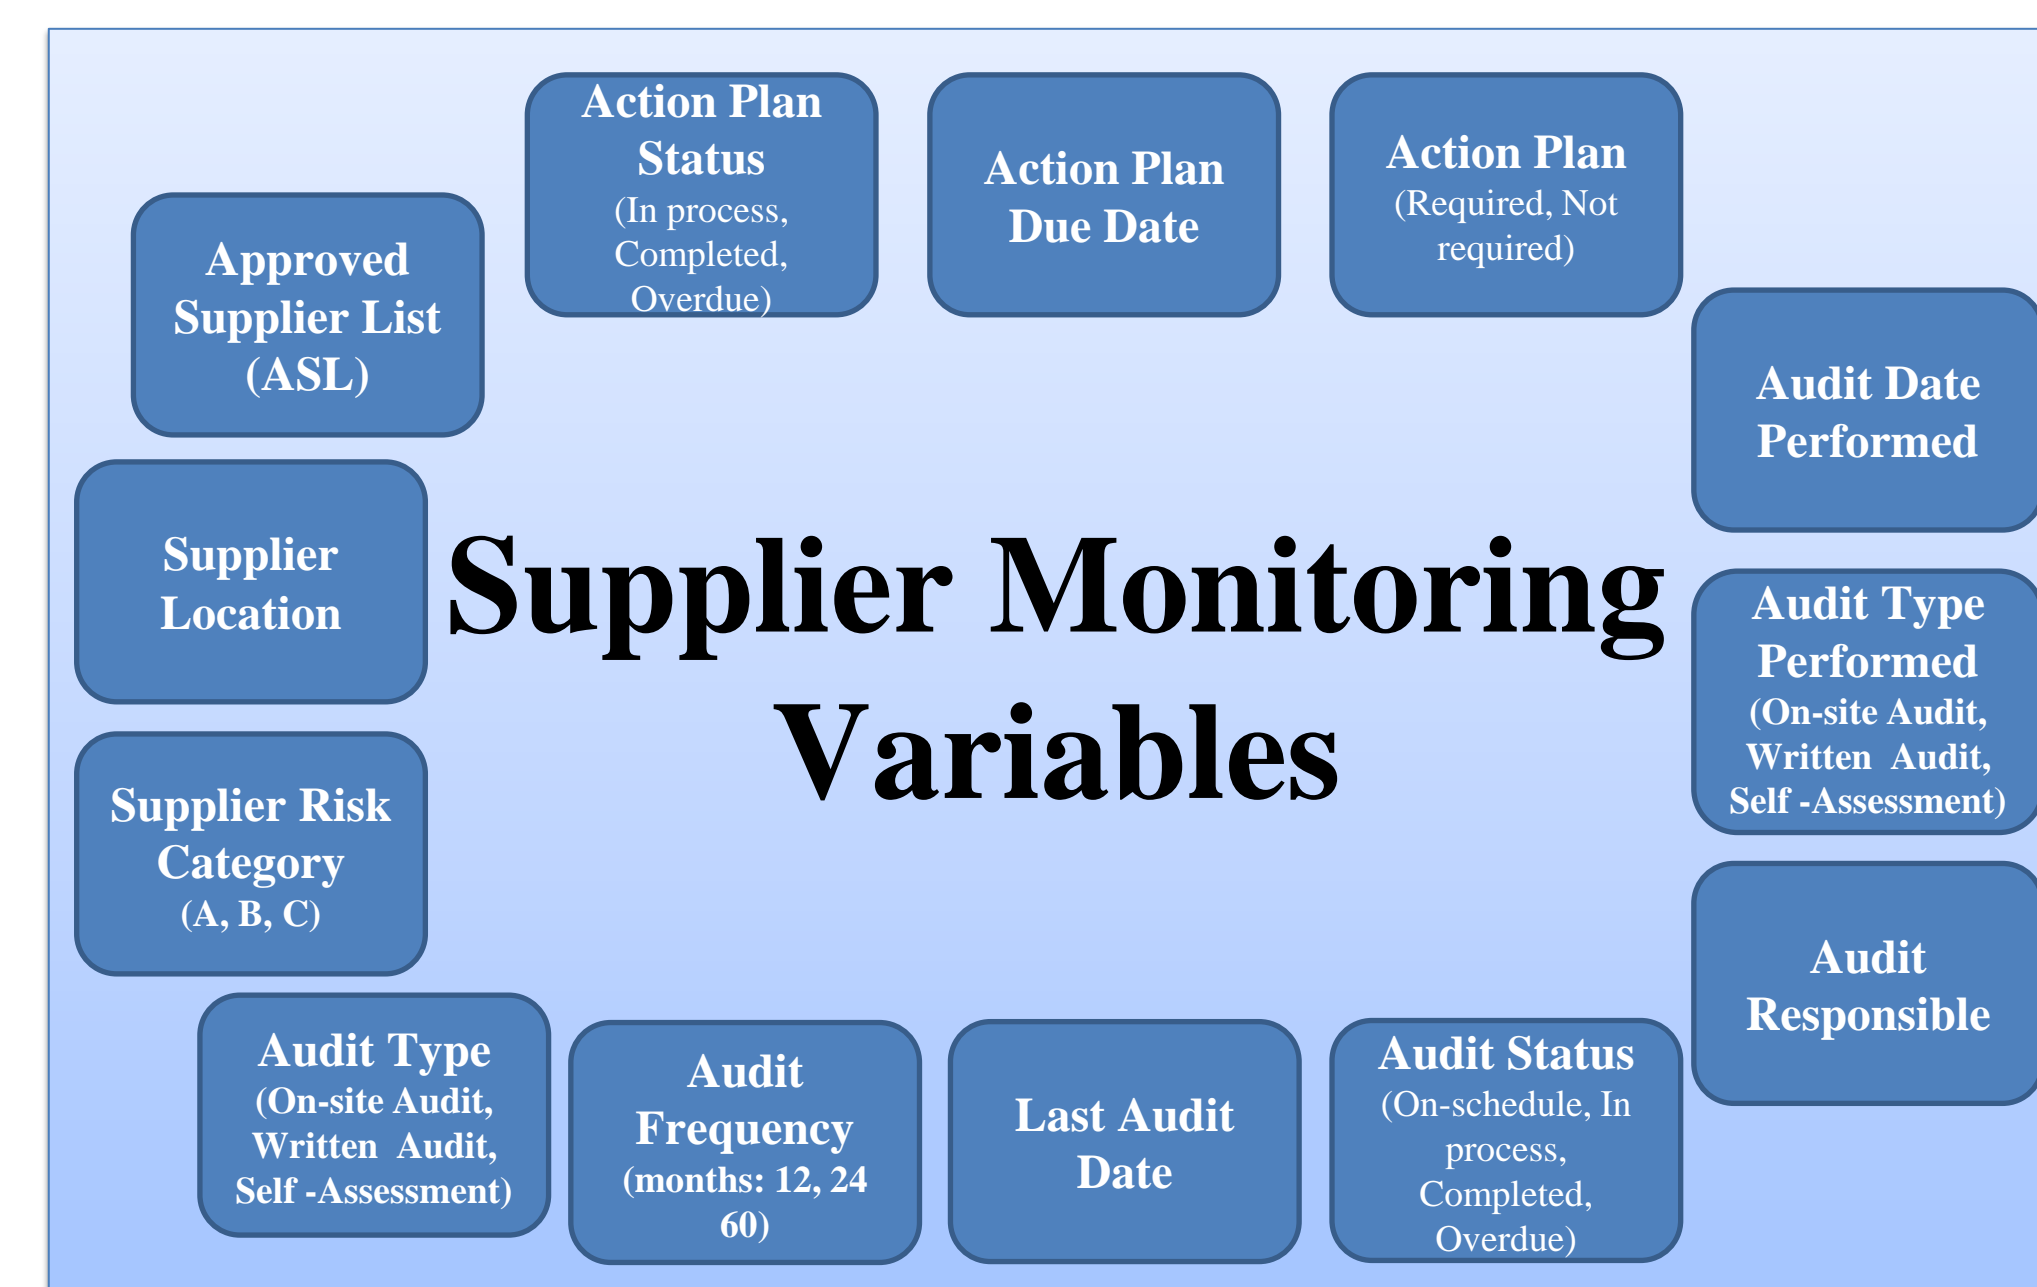 Action Plan
Status
(In process,
Completed,
Overdue)
Action Plan
Due Date
Action Plan
(Required, Not
required)
Approved
Supplier List
(ASL)
Audit Date
Performed
Supplier
Location
Supplier Monitoring
Variables
Audit Type
Performed
(On-site Audit,
Written  Audit,
Self -Assessment)
Supplier Risk
Category
(A, B, C)
Audit
Responsible
Audit Type
(On-site Audit,
Written  Audit,
Self -Assessment)
Audit
Frequency
(months: 12, 24
60)
Last Audit
Date
Audit Status
(On-schedule, In
process,
Completed,
Overdue)